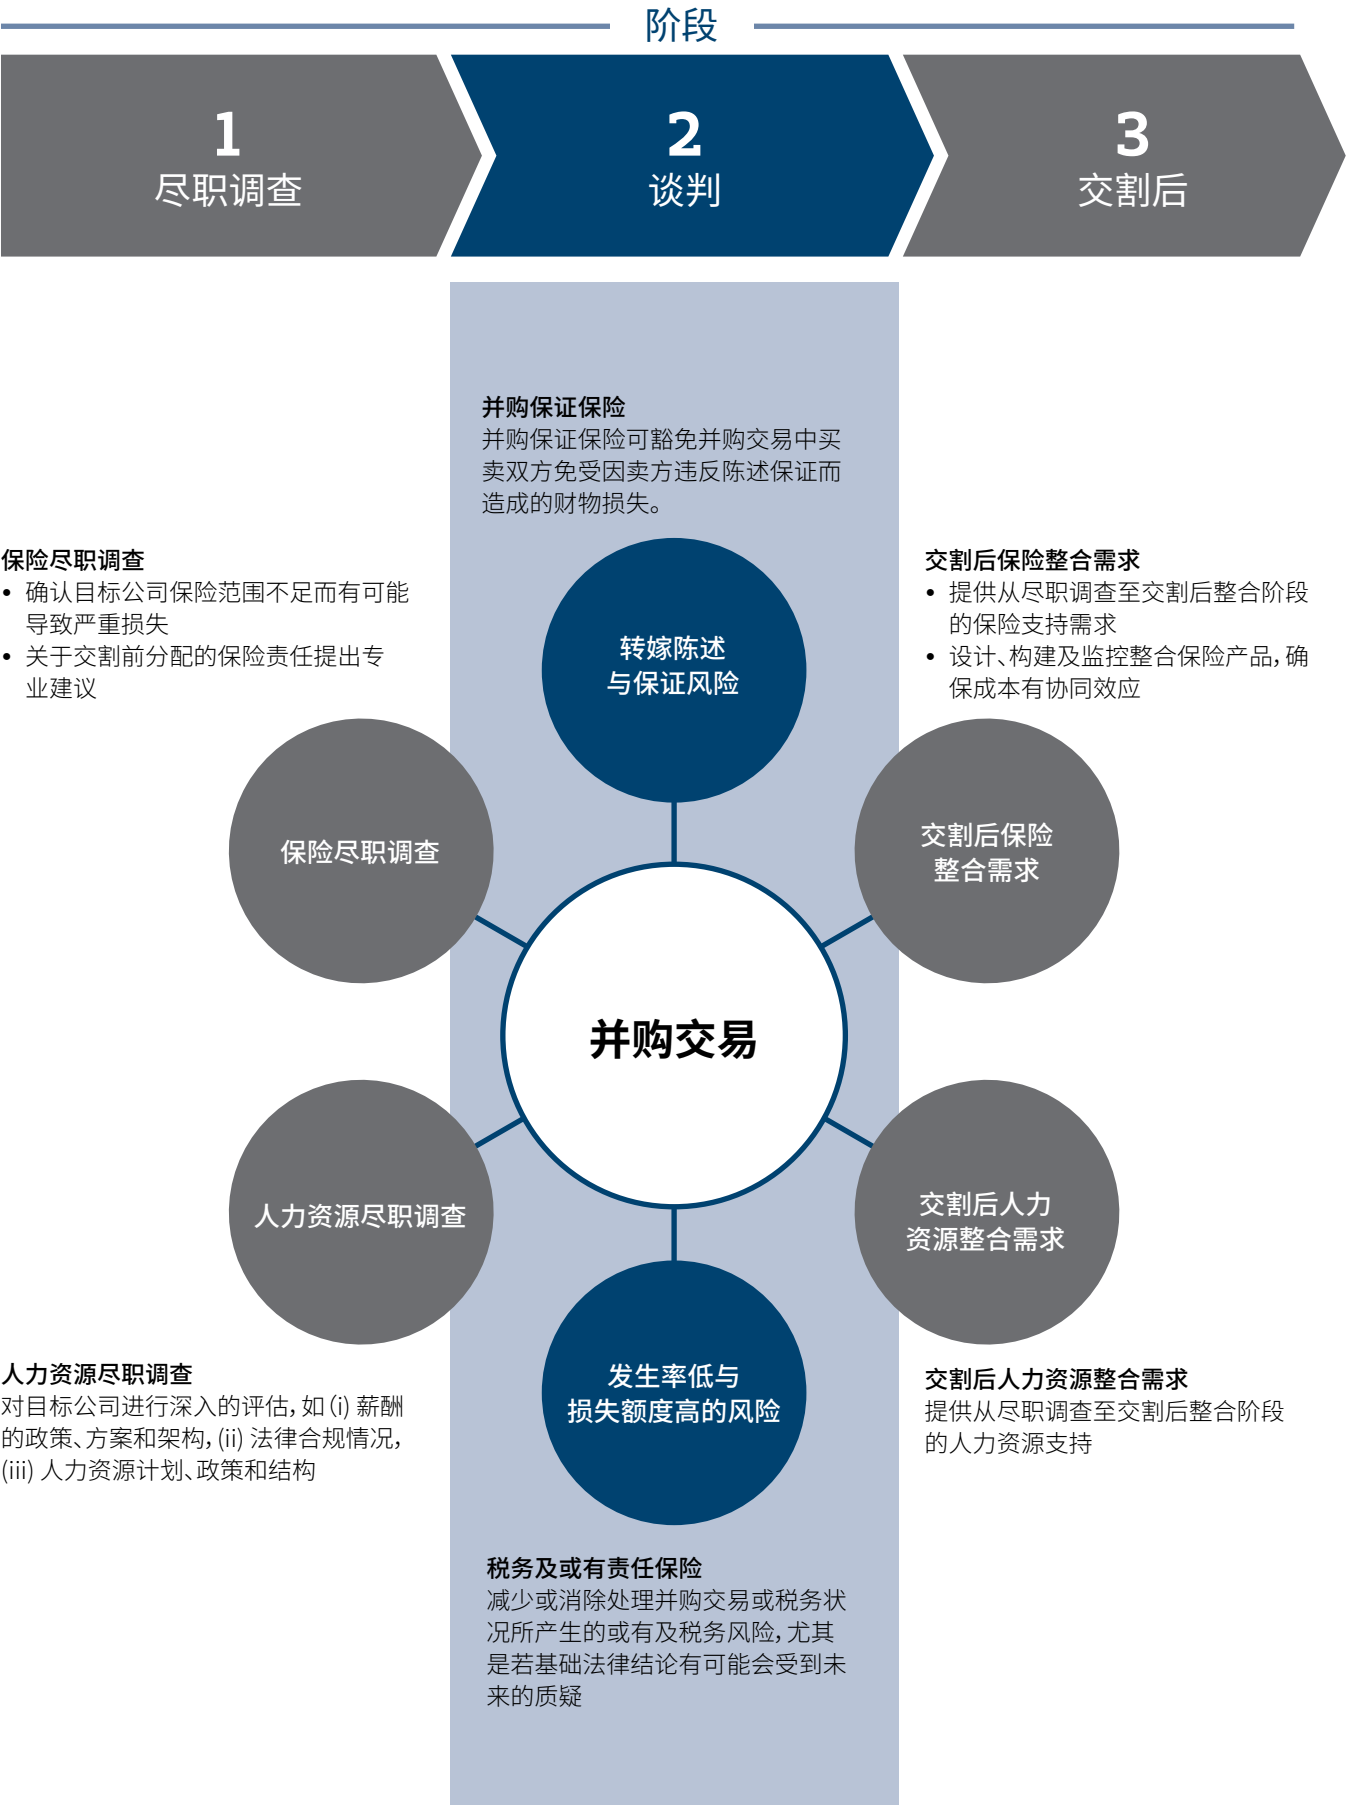 阶段
1
尽职调查
2
谈判
3
交割后
并购保证保险
并购保证保险可豁免并购交易中买
卖双方免受因卖方违反陈述保证而
造成的财物损失。
保险尽职调查
• 确认目标公司保险范围不足而有可能
导致严重损失
• 关于交割前分配的保险责任提出专
业建议
交割后保险整合需求
• 提供从尽职调查至交割后整合阶段
的保险支持需求
• 设计、构建及监控整合保险产品,确
保成本有协同效应
转嫁陈述
与保证风险
保险尽职调查
交割后保险
整合需求
并购交易
人力资源尽职调查
交割后人力
资源整合需求
发生率低与
损失额度高的风险
人力资源尽职调查
对目标公司进行深入的评估,如(i) 薪酬
的政策、方案和架构,(ii) 法律合规情况,
(iii) 人力资源计划、政策和结构
交割后人力资源整合需求
提供从尽职调查至交割后整合阶段
的人力资源支持
税务及或有责任保险
减少或消除处理并购交易或税务状
况所产生的或有及税务风险,尤其
是若基础法律结论有可能会受到未
来的质疑